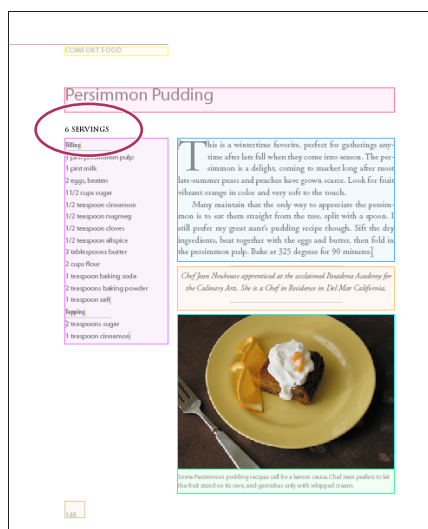 COMFORT FOOD
Persimmon Pudding
6 SERVINGS
Filling
1 pint persimmon pulp
1 pint milk
2 eggs, beaten
11/2 cups sugar
1/2 teaspoon cinnamon
1/2 teaspoon nugmeg
1/2 teaspoon cloves
1/2 teaspoon allspice
3 tablespoons butter
2 cups flour
1 teaspoon baking soda
2 teaspoons baking powder
1 teaspoon salt
Topping
2 teaspoons sugar
1 teaspoon cinnamon
This is a wintertime favorite, perfect for gatherings any-
time after late fall when they come into season. The per-
simmon is a delight, coming to market long after most
late-summer pears and peaches have grown scarce. Look for fruit
vibrant orange in color and very soft to the touch.
Many maintain that the only way to appreciate the persim-
mon is to eat them straight from the tree, split with a spoon. I
still prefer my great aunt's pudding recipe though. Sift the dry
ingredients, beat together with the eggs and butter, then fold in
the persimmon pulp. Bake at 325 degrees for 90 minutes.
Chef Jean Newhouse apprenticed at the acclaimed Pasadena Academy for
the Culinary Arts. She is a Chef in Residence in Del Mar California.
Some Persimmon pudding recipes call for a lemon sauce. Chef Jean prefers to let
the fruit stand on its own, and garnishes only with whipped cream.
148